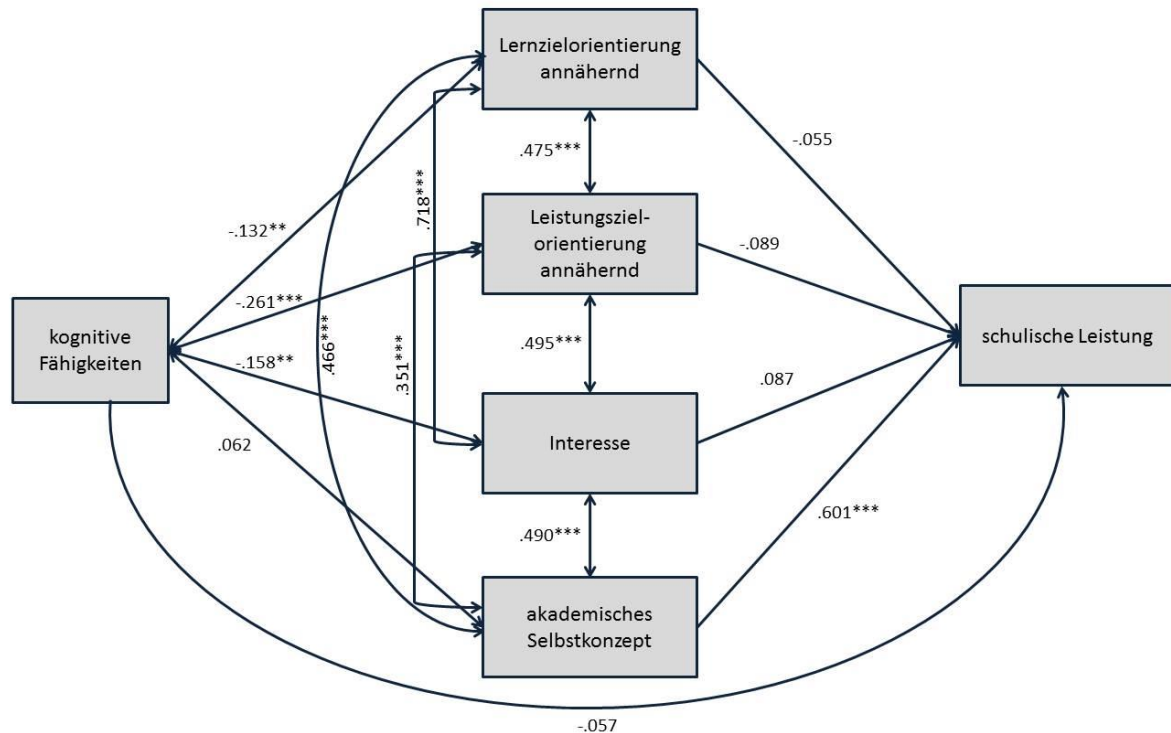 Lernzielorientierung
annähernd
-.055
.475***
.718***
-.132**
Leistungsziel-
orientierung
annähernd
-.089
-.261***
kognitive
Fähigkeiten
-.158**
.466***
.351***
.495***
schulische Leistung
.087
.062
Interesse
.490***
.601***
akademisches
Selbstkonzept
-.057